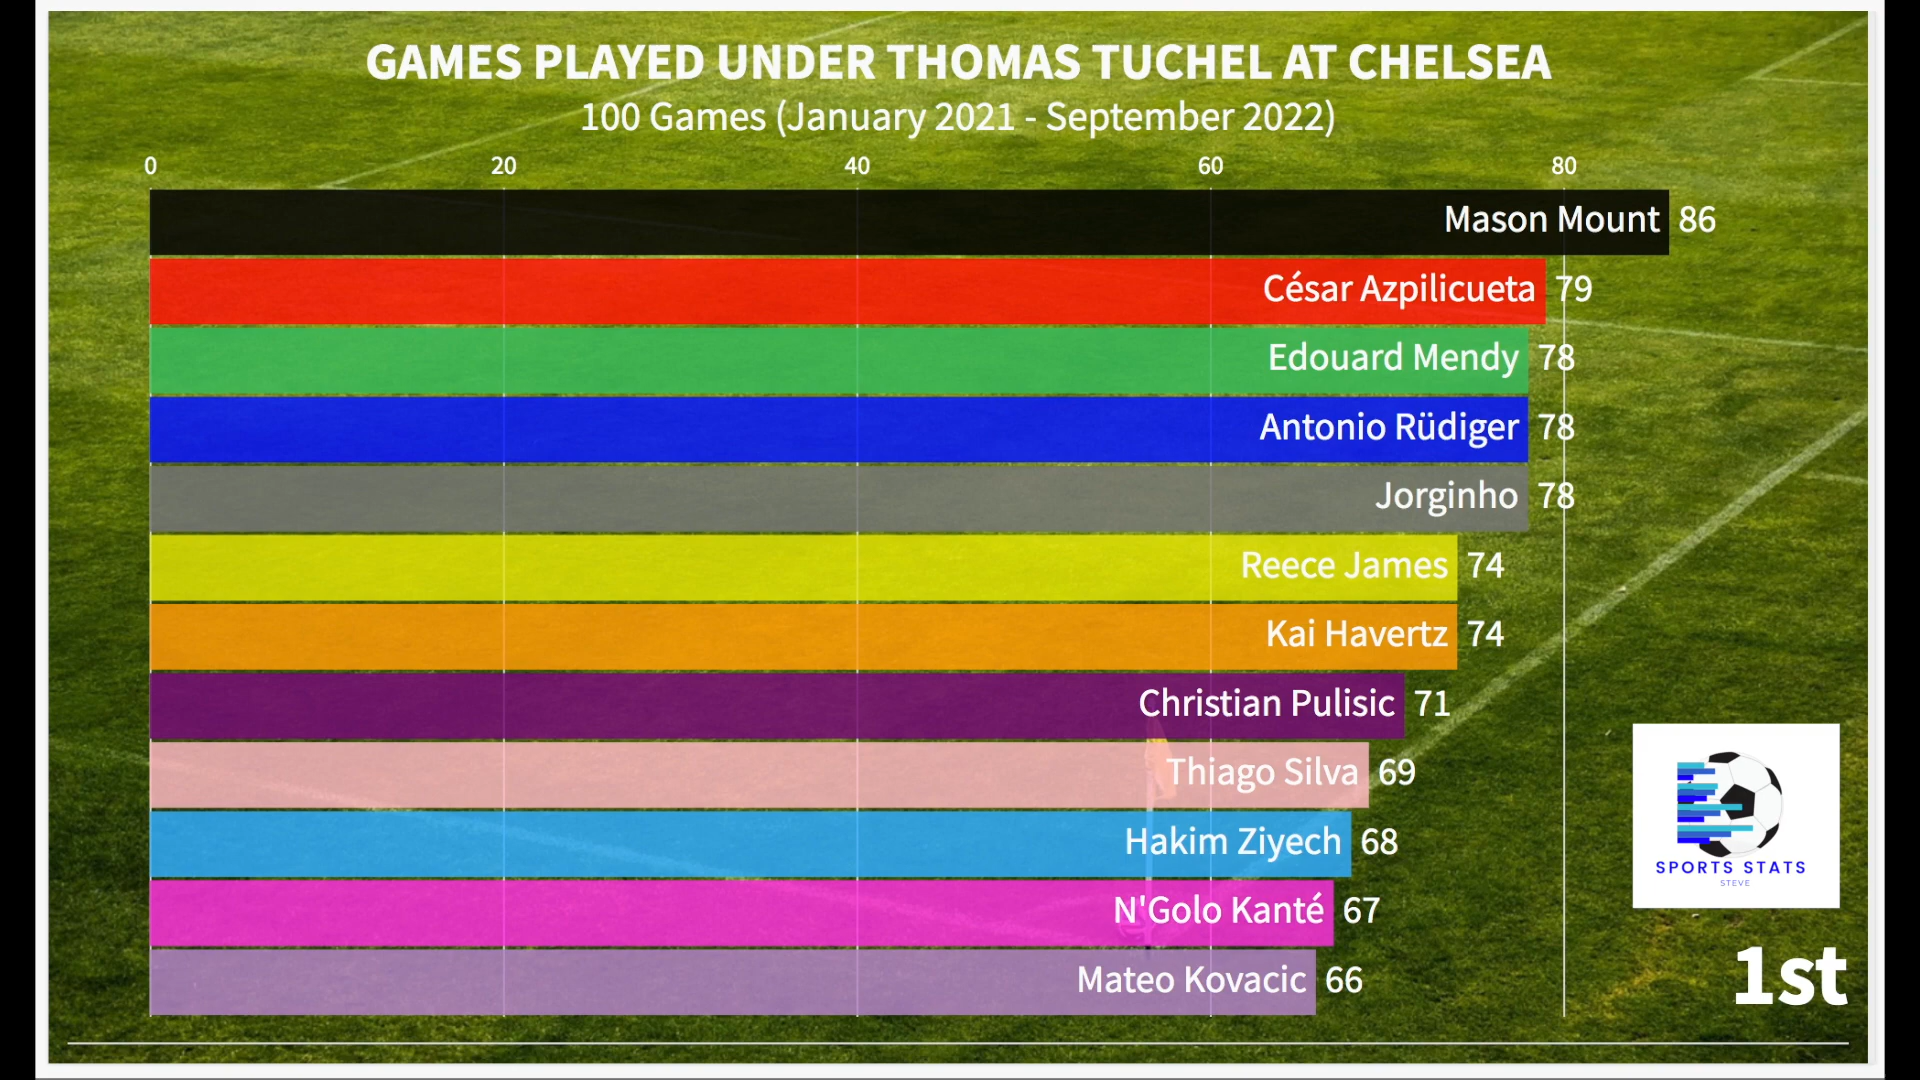 GAMES PLAYED UNDER THOMAS TUCHEL AT CHELSEA
100 Games (January 2021 - September 2022)
0 20 40 60 80
Mason Mount 86
César Azpilicueta 79
Edouard Mendy 78
Antonio Rüdiger 78
Jorginho 78
Reece James 74
Kai Havertz 74
Christian Pulisic 71
Thiago Silva 69
Hakim Ziyech 68
N'Golo Kanté 67
Mateo Kovacic 66
SPORTS STATS
STEVE
1st